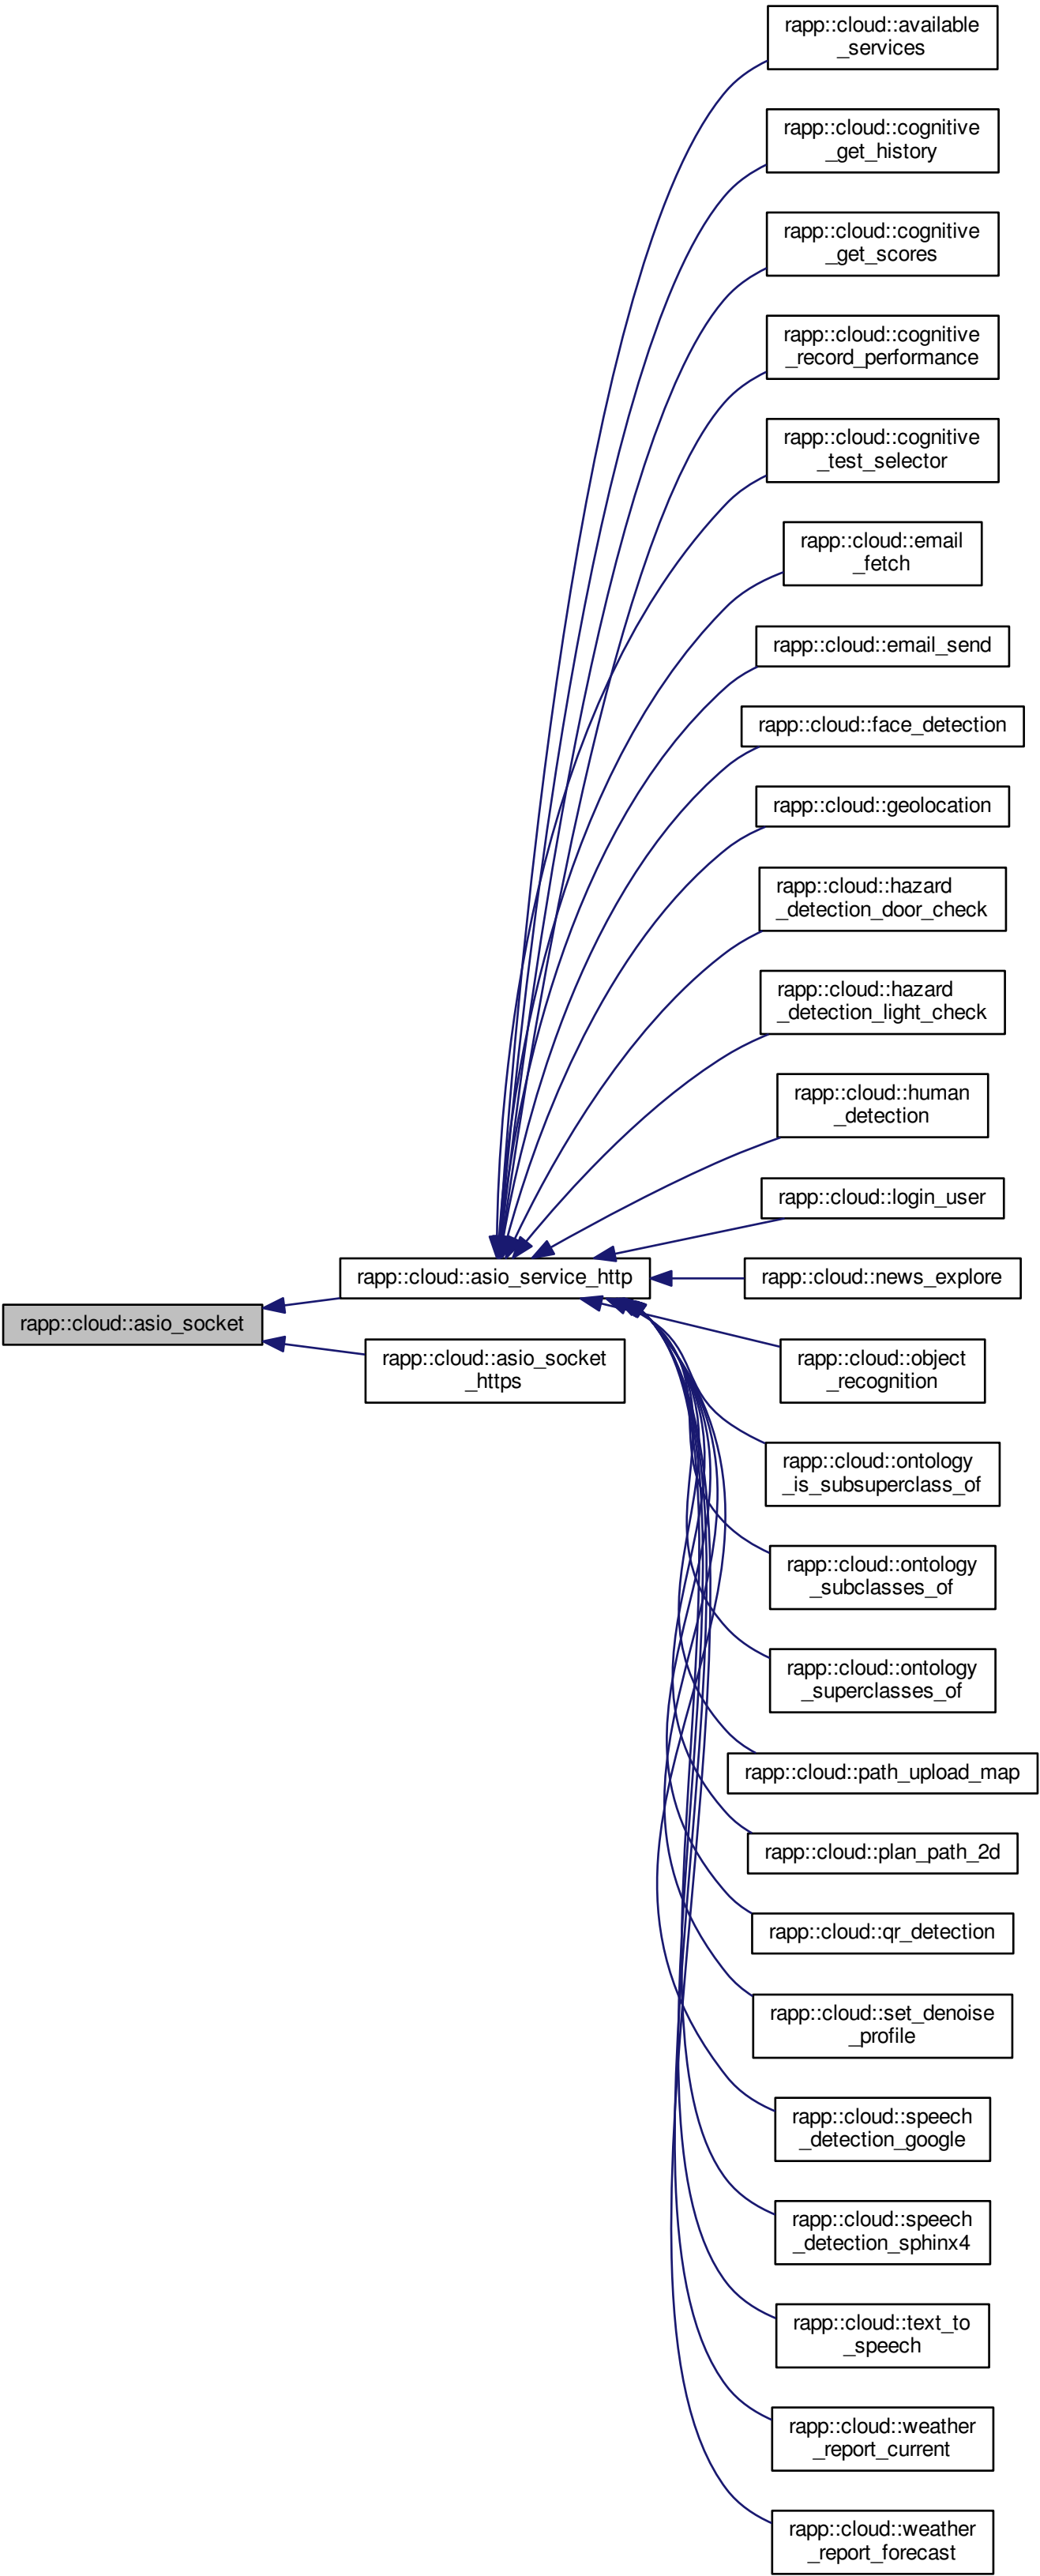 rapp::cloud::available
_services
rapp::cloud::cognitive
_get_history
rapp::cloud::cognitive
_get_scores
rapp::cloud::cognitive
_record_performance
rapp::cloud::cognitive
_test_selector
rapp::cloud::email
_fetch
rapp::cloud::email_send
rapp::cloud::face_detection
rapp::cloud::geolocation
rapp::cloud::hazard
_detection_door_check
rapp::cloud::hazard
_detection_light_check
rapp::cloud::human
_detection
rapp::cloud::login_user
rapp::cloud::asio_service_http
rapp::cloud::news_explore
rapp::cloud::asio_socket
rapp::cloud::asio_socket
_https
rapp::cloud::object
_recognition
rapp::cloud::ontology
_is_subsuperclass_of
rapp::cloud::ontology
_subclasses_of
rapp::cloud::ontology
_superclasses_of
rapp::cloud::path_upload_map
rapp::cloud::plan_path_2d
rapp::cloud::qr_detection
rapp::cloud::set_denoise
_profile
rapp::cloud::speech
_detection_google
rapp::cloud::speech
_detection_sphinx4
rapp::cloud::text_to
_speech
rapp::cloud::weather
_report_current
rapp::cloud::weather
_report_forecast